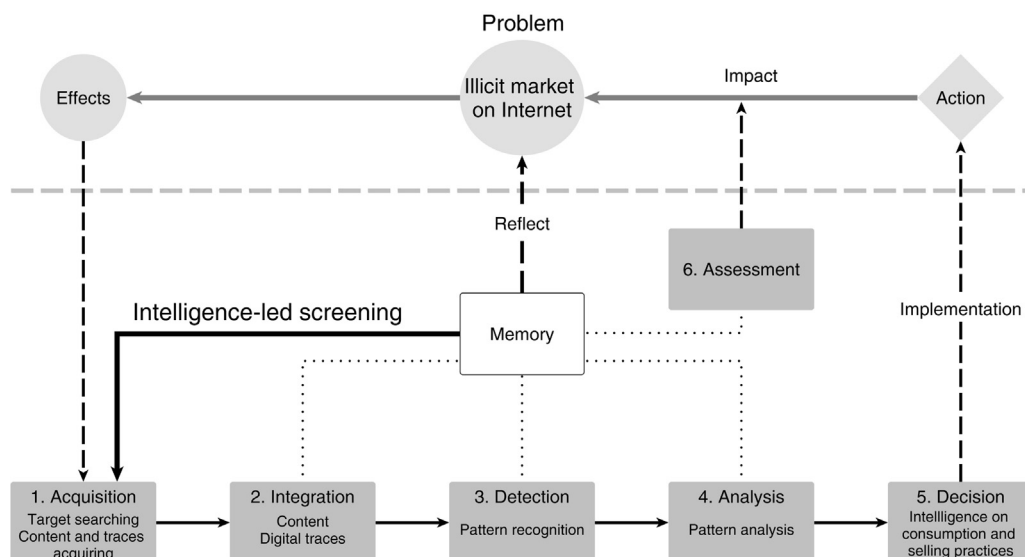 Problem
Effects
Illicit market
on Internet
Impact
Action
Reflect
6. Assessment
Intelligence-led screening
Memory
Implementation
1. Acquisition
Target searching
Content and traces
acquiring
2. Integration
Content
Digital traces
3. Detection
Pattern recognition
4. Analysis
Pattern analysis
5. Decision
Intellligence on
consumption and
selling practices